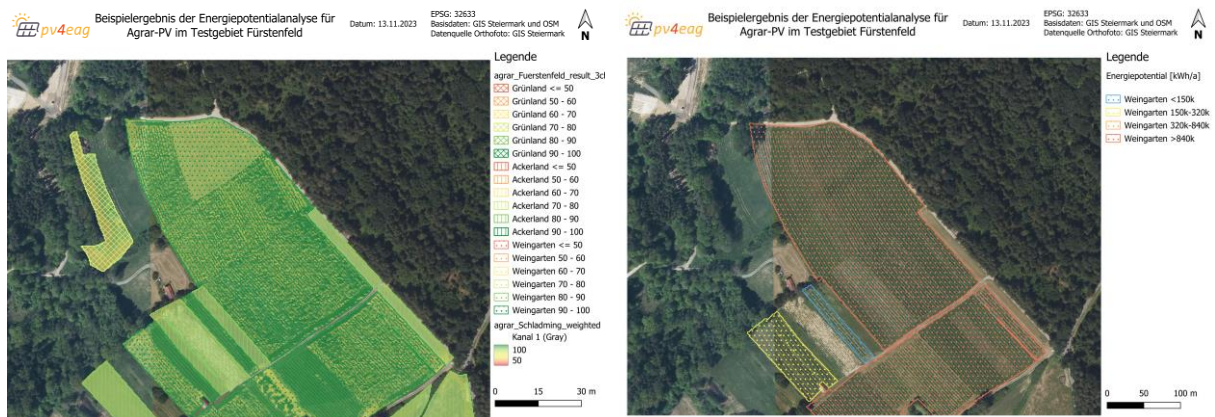 pv4eag
Beispielergebnis der Energiepotentialanalyse für
Agrar-PV im Testgebiet Fürstenfeld
Datum: 13.11.2023
EPSG: 32633
Basisdaten: GIS Steiermark und OSM
Datenquelle Orthofoto: GIS Steiermark
N
Legende
agrar_Fuerstenfeld_result_3cl
Grünland <= 50
Grünland 50 - 60
Grünland 60 - 70
Grünland 70 - 80
Grünland 80 - 90
Grünland 90 - 100
Ackerland <= 50
Ackerland 50 - 60
Ackerland 60 - 70
Ackerland 70 - 80
Ackerland 80 - 90
Ackerland 90 - 100
Weingarten <= 50
Weingarten 50 - 60
Weingarten 60 - 70
Weingarten 70 - 80
Weingarten 80 - 90
Weingarten 90 - 100
agrar_Schladming_weighted
Kanal 1 (Gray)
100
50
0 15 30 m
pv4eag
Beispielergebnis der Energiepotentialanalyse für
Agrar-PV im Testgebiet Fürstenfeld
Datum: 13.11.2023
EPSG: 32633
Basisdaten: GIS Steiermark und OSM
Datenquelle Orthofoto: GIS Steiermark
N
Legende
Energiepotential [kWh/a]
Weingarten <150k
Weingarten 150k-320k
Weingarten 320k-840k
Weingarten >840k
0 50 100 m